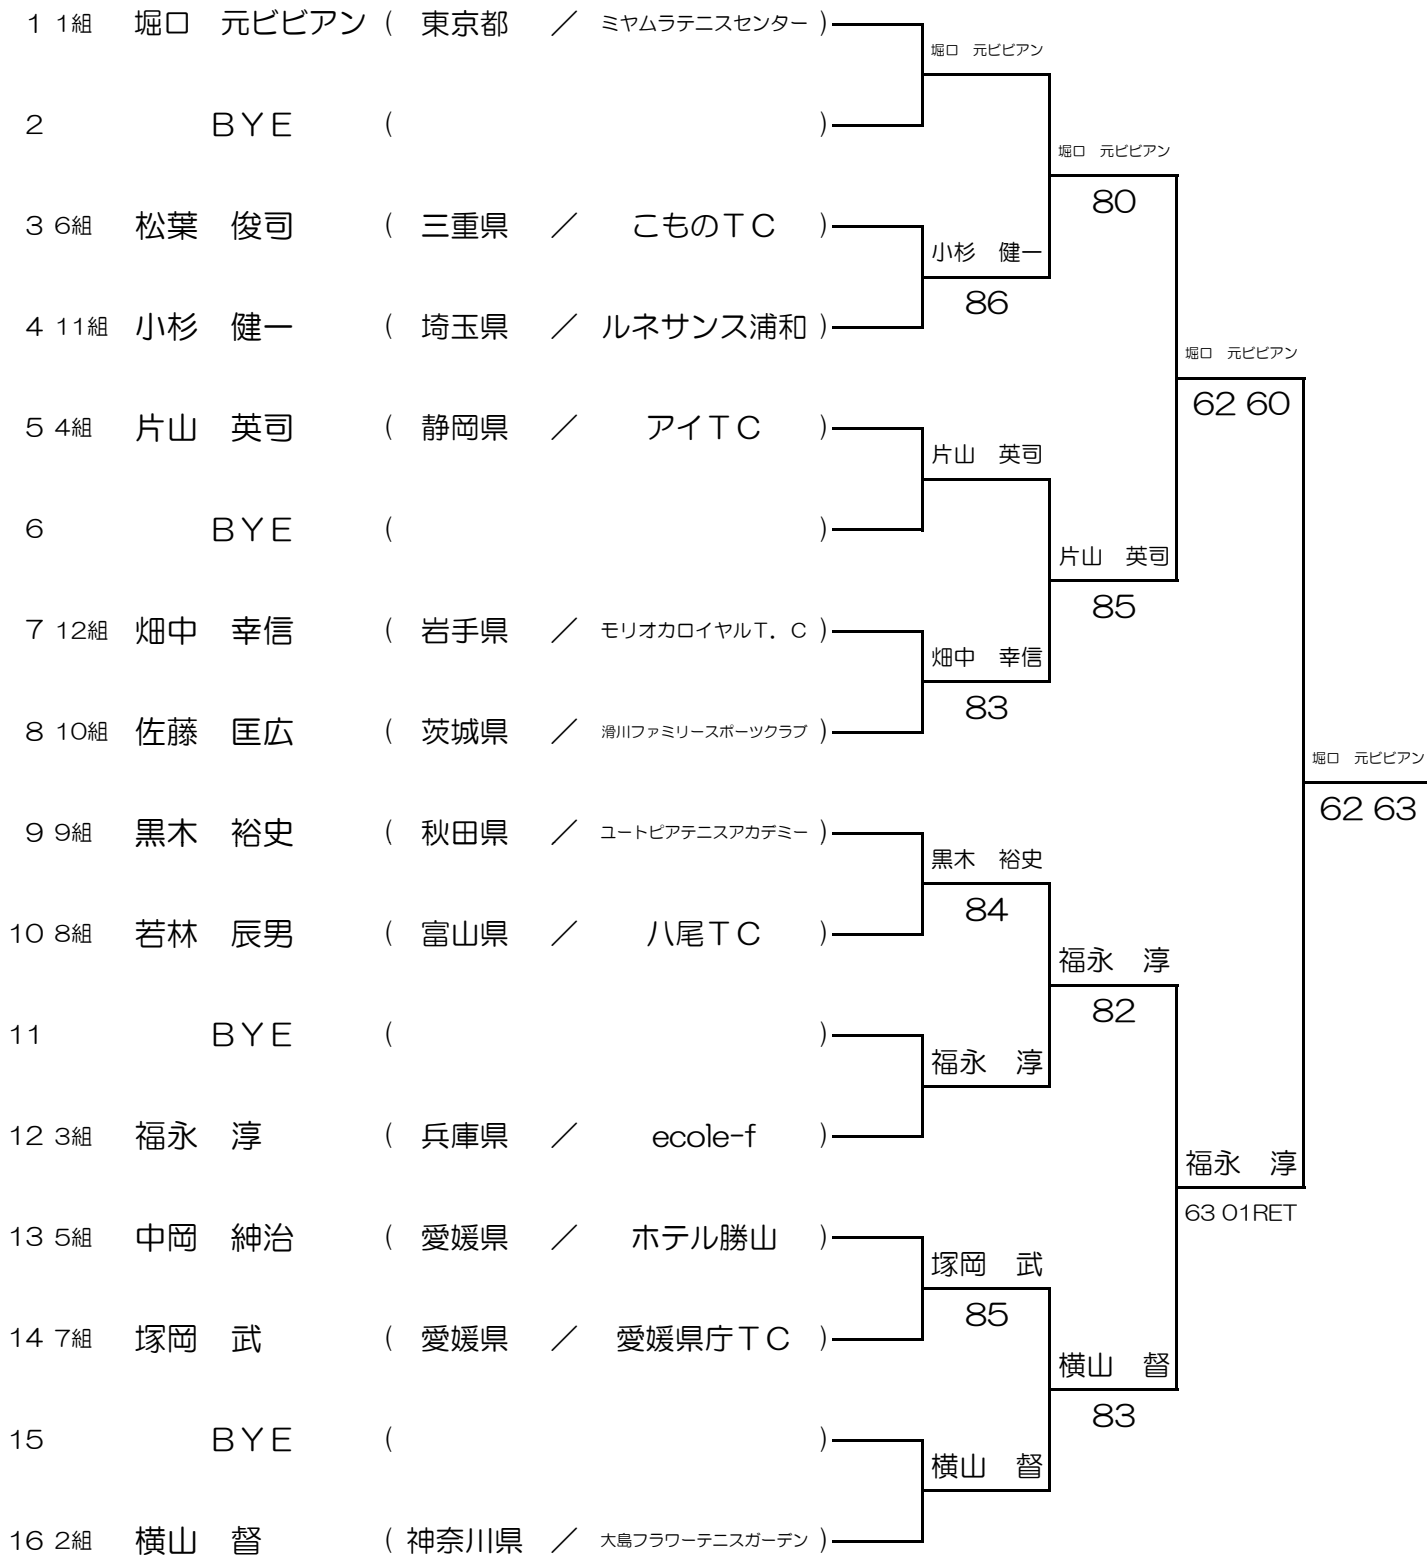 1 1組 堀口　元ビビアン ( 東京都 ／ ミヤムラテニスセンター )
堀口　元ビビアン
2 ＢＹＥ ( )
堀口　元ビビアン
80
3 6組 松葉　俊司 ( 三重県 ／ こものＴＣ )
小杉　健一
86
4 11組 小杉　健一 ( 埼玉県 ／ ルネサンス浦和 )
堀口　元ビビアン
62 60
5 4組 片山　英司 ( 静岡県 ／ アイＴＣ )
片山　英司
6 ＢＹＥ ( )
片山　英司
85
7 12組 畑中　幸信 ( 岩手県 ／ モリオカロイヤルＴ．Ｃ )
畑中　幸信
83
8 10組 佐藤　匡広 ( 茨城県 ／ 滑川ファミリースポーツクラブ )
堀口　元ビビアン
62 63
9 9組 黒木　裕史 ( 秋田県 ／ ユートピアテニスアカデミー )
黒木　裕史
84
10 8組 若林　辰男 ( 富山県 ／ 八尾ＴＣ )
福永　淳
82
11 ＢＹＥ ( )
福永　淳
12 3組 福永　淳 ( 兵庫県 ／ ecole-f )
福永　淳
63 01RET
13 5組 中岡　紳治 ( 愛媛県 ／ ホテル勝山 )
塚岡　武
85
14 7組 塚岡　武 ( 愛媛県 ／ 愛媛県庁ＴＣ )
横山　督
83
15 ＢＹＥ ( )
横山　督
16 2組 横山　督 ( 神奈川県 ／ 大島フラワーテニスガーデン )